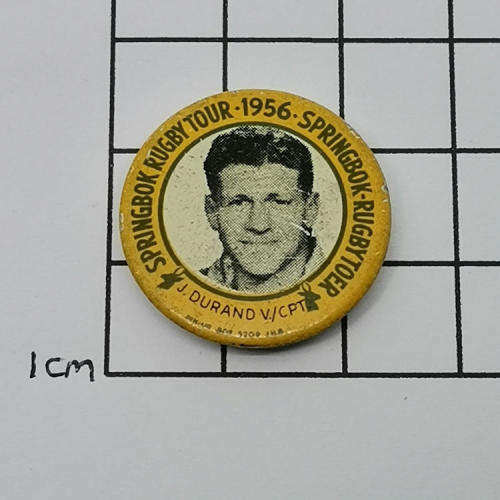 SPRINGBOK RUGBY TOUR · 1956 · SPRINGBOK-RUGBYTOER
J. DURAND V./CPT.
1cm